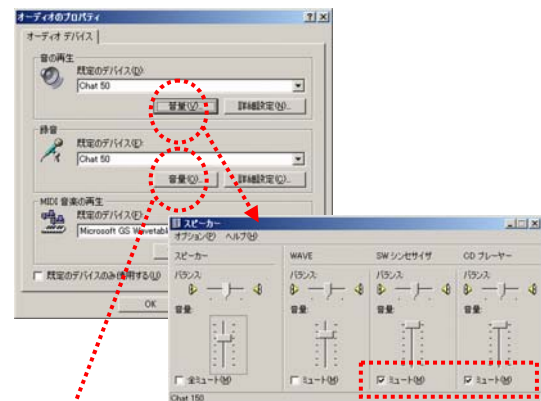 オーディオのプロパティ
オーディオ デバイス
音の再生
既定のデバイス(D):
Chat 50
音量(V)...
詳細設定(N)...
録音
既定のデバイス(E):
Chat 50
音量(O)...
詳細設定(C)...
MIDI 音楽の再生
既定のデバイス(F):
Microsoft GS Wavetabl
既定のデバイスのみ使用する(U)
OK
スピーカー
オプション(P) ヘルプ(H)
スピーカー WAVE SW シンセサイザ CD プレーヤー
バランス: バランス: バランス: バランス:
音量: 音量: 音量: 音量:
全ミュート(M) ミュート(M) ミュート(M) ミュート(M)
Chat 150